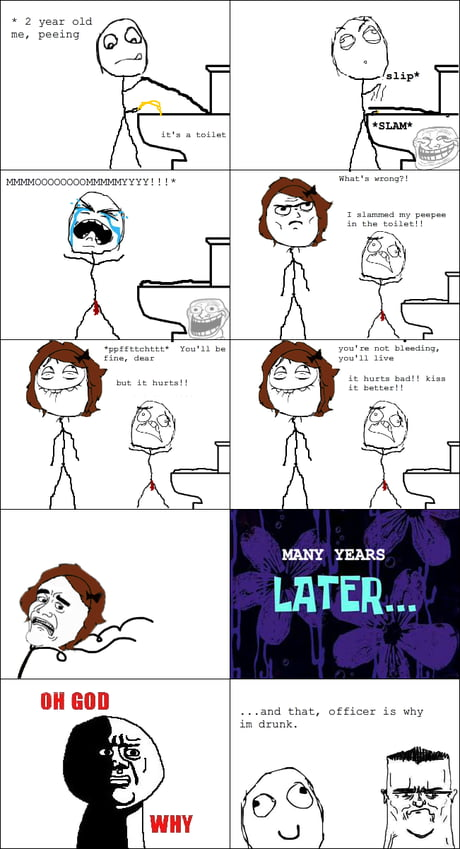 * 2 year old
me, peeing
it's a toilet
slip*
*SLAM*
MMMMOOOOOOOOMMMMMYYYY!!!*
What's wrong?!
I slammed my peepee
in the toilet!!
*ppffttchttt* You'll be
fine, dear
but it hurts!!
you're not bleeding,
you'll live
it hurts bad!! kiss
it better!!
MANY YEARS
LATER...
OH GOD
WHY
...and that, officer is why
im drunk.